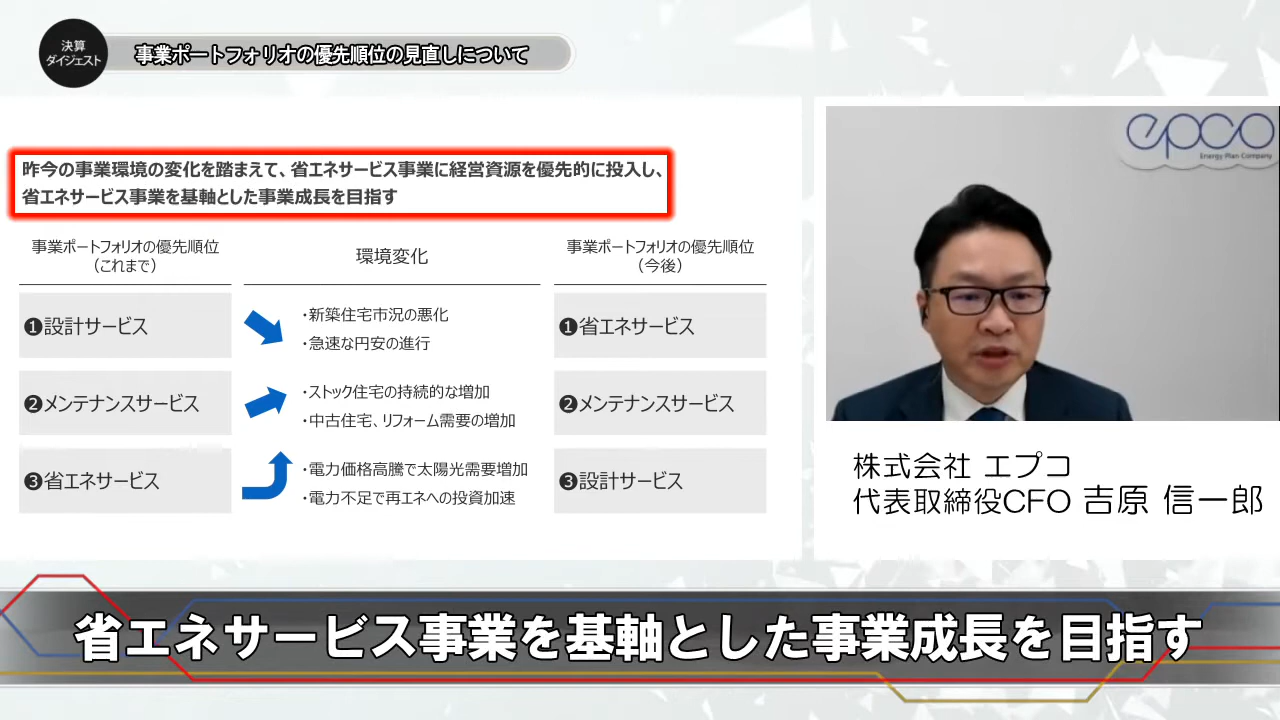 決算
ダイジェスト
事業ポートフォリオの優先順位の見直しについて
昨今の事業環境の変化を踏まえて、省エネサービス事業に経営資源を優先的に投入し、
省エネサービス事業を基軸とした事業成長を目指す
事業ポートフォリオの優先順位
（これまで）
環境変化
事業ポートフォリオの優先順位
（今後）
❶設計サービス
・新築住宅市況の悪化
・急速な円安の進行
❶省エネサービス
❷メンテナンスサービス
・ストック住宅の持続的な増加
・中古住宅、リフォーム需要の増加
❷メンテナンスサービス
❸省エネサービス
・電力価格高騰で太陽光需要増加
・電力不足で再エネへの投資加速
❸設計サービス
epco
Energy Plan Company
株式会社 エプコ
代表取締役CFO 吉原 信一郎
省エネサービス事業を基軸とした事業成長を目指す